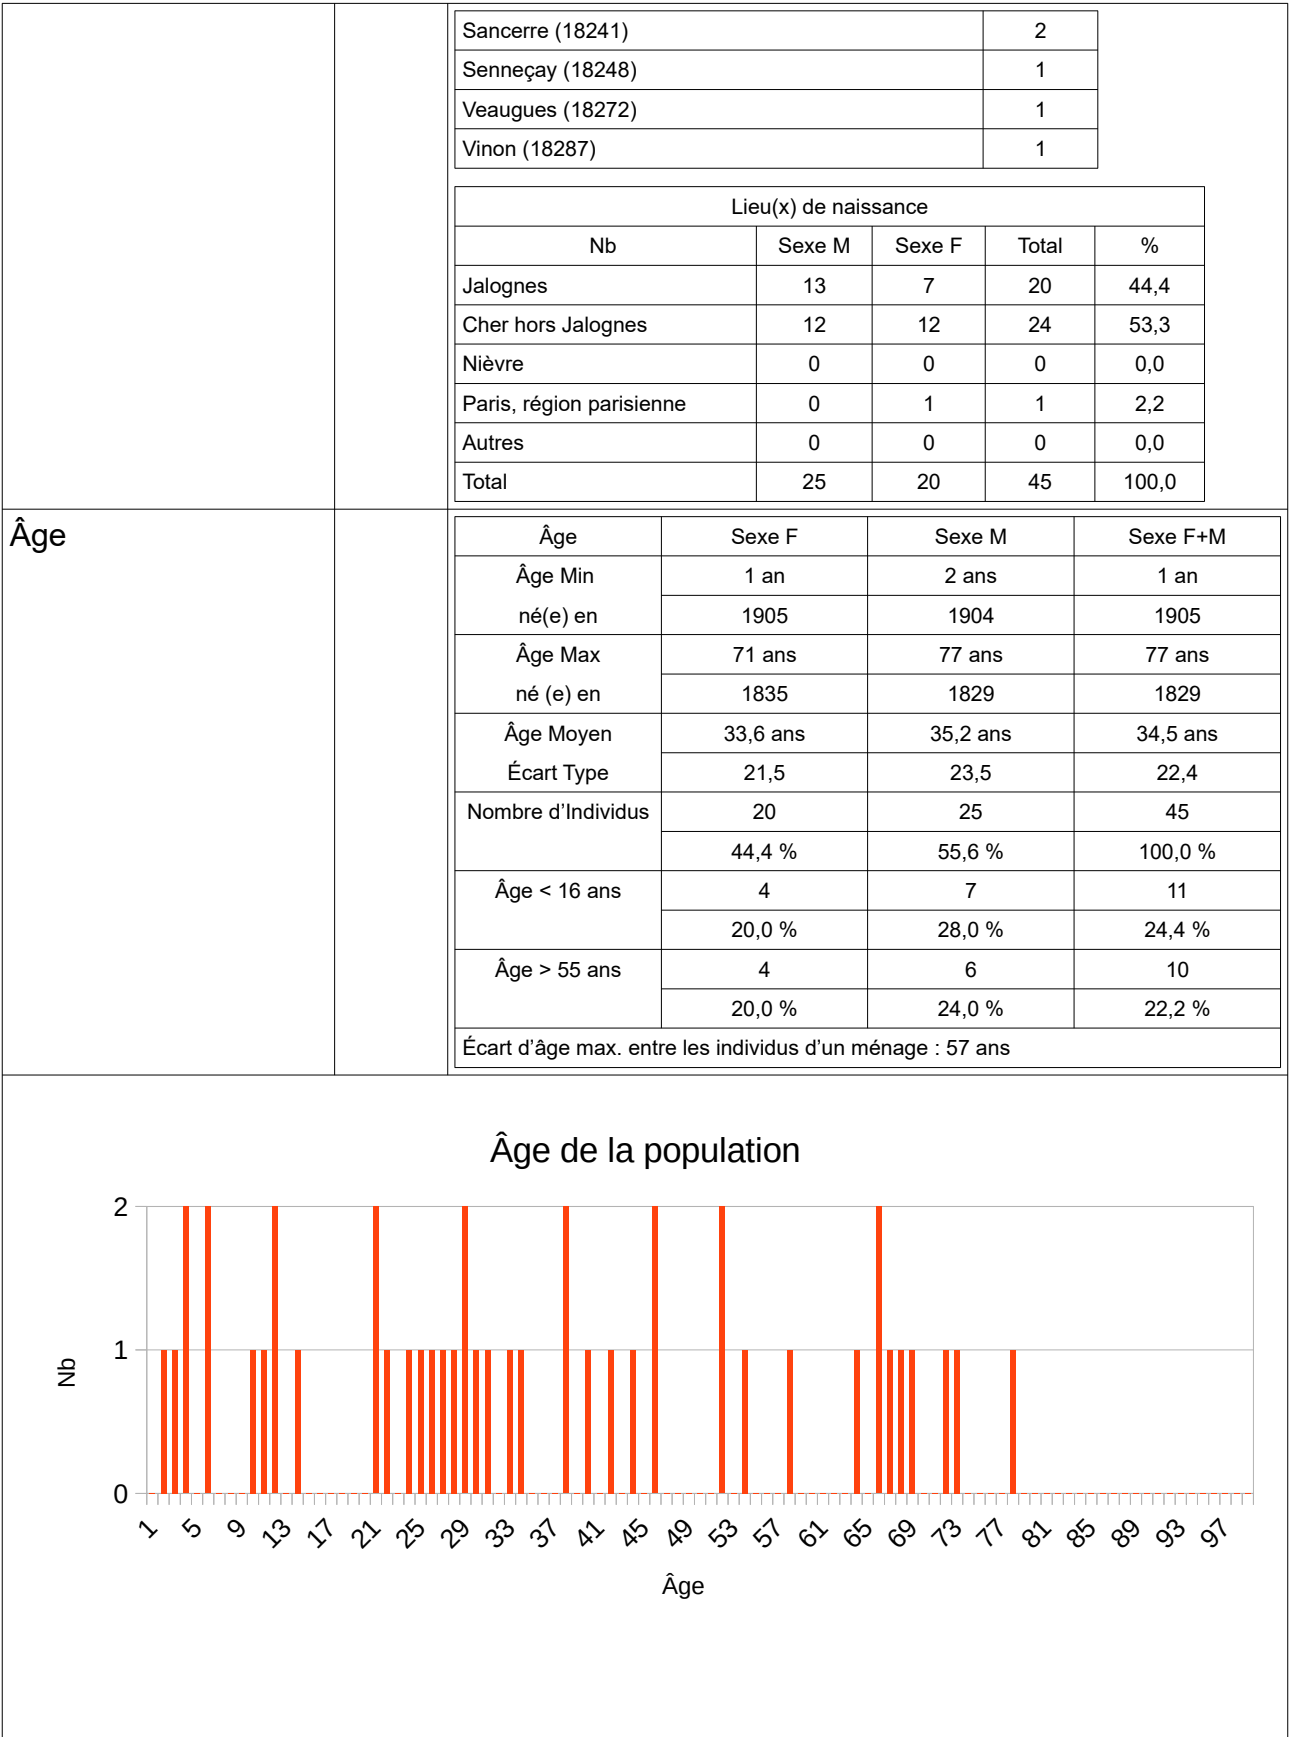 Sancerre (18241) 2
Senneçay (18248) 1
Veaugues (18272) 1
Vinon (18287) 1
Lieu(x) de naissance
Nb Sexe M Sexe F Total %
Jalognes 13 7 20 44,4
Cher hors Jalognes 12 12 24 53,3
Nièvre 0 0 0 0,0
Paris, région parisienne 0 1 1 2,2
Autres 0 0 0 0,0
Total 25 20 45 100,0
Âge
Âge Sexe F Sexe M Sexe F+M
Âge Min 1 an 2 ans 1 an
né(e) en 1905 1904 1905
Âge Max 71 ans 77 ans 77 ans
né (e) en 1835 1829 1829
Âge Moyen 33,6 ans 35,2 ans 34,5 ans
Écart Type 21,5 23,5 22,4
Nombre d’Individus 20 25 45
44,4 % 55,6 % 100,0 %
Âge < 16 ans 4 7 11
20,0 % 28,0 % 24,4 %
Âge > 55 ans 4 6 10
20,0 % 24,0 % 22,2 %
Écart d’âge max. entre les individus d’un ménage : 57 ans
Âge de la population
2
1
0
Nb
1 5 9 13 17 21 25 29 33 37 41 45 49 53 57 61 65 69 73 77 81 85 89 93 97
Âge